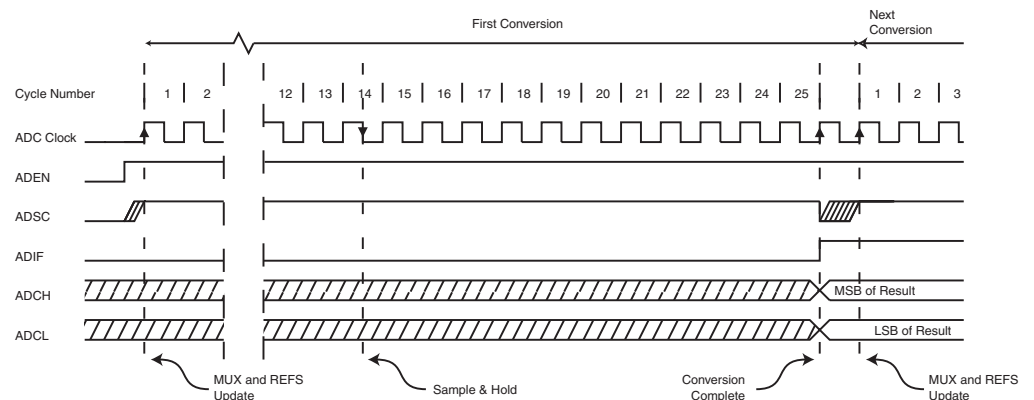 First Conversion
Next
Conversion
Cycle Number 1 2 12 13 14 15 16 17 18 19 20 21 22 23 24 25 1 2 3
ADC Clock
ADEN
ADSC
ADIF
ADCH MSB of Result
ADCL LSB of Result
MUX and REFS
Update
Sample & Hold
Conversion
Complete
MUX and REFS
Update